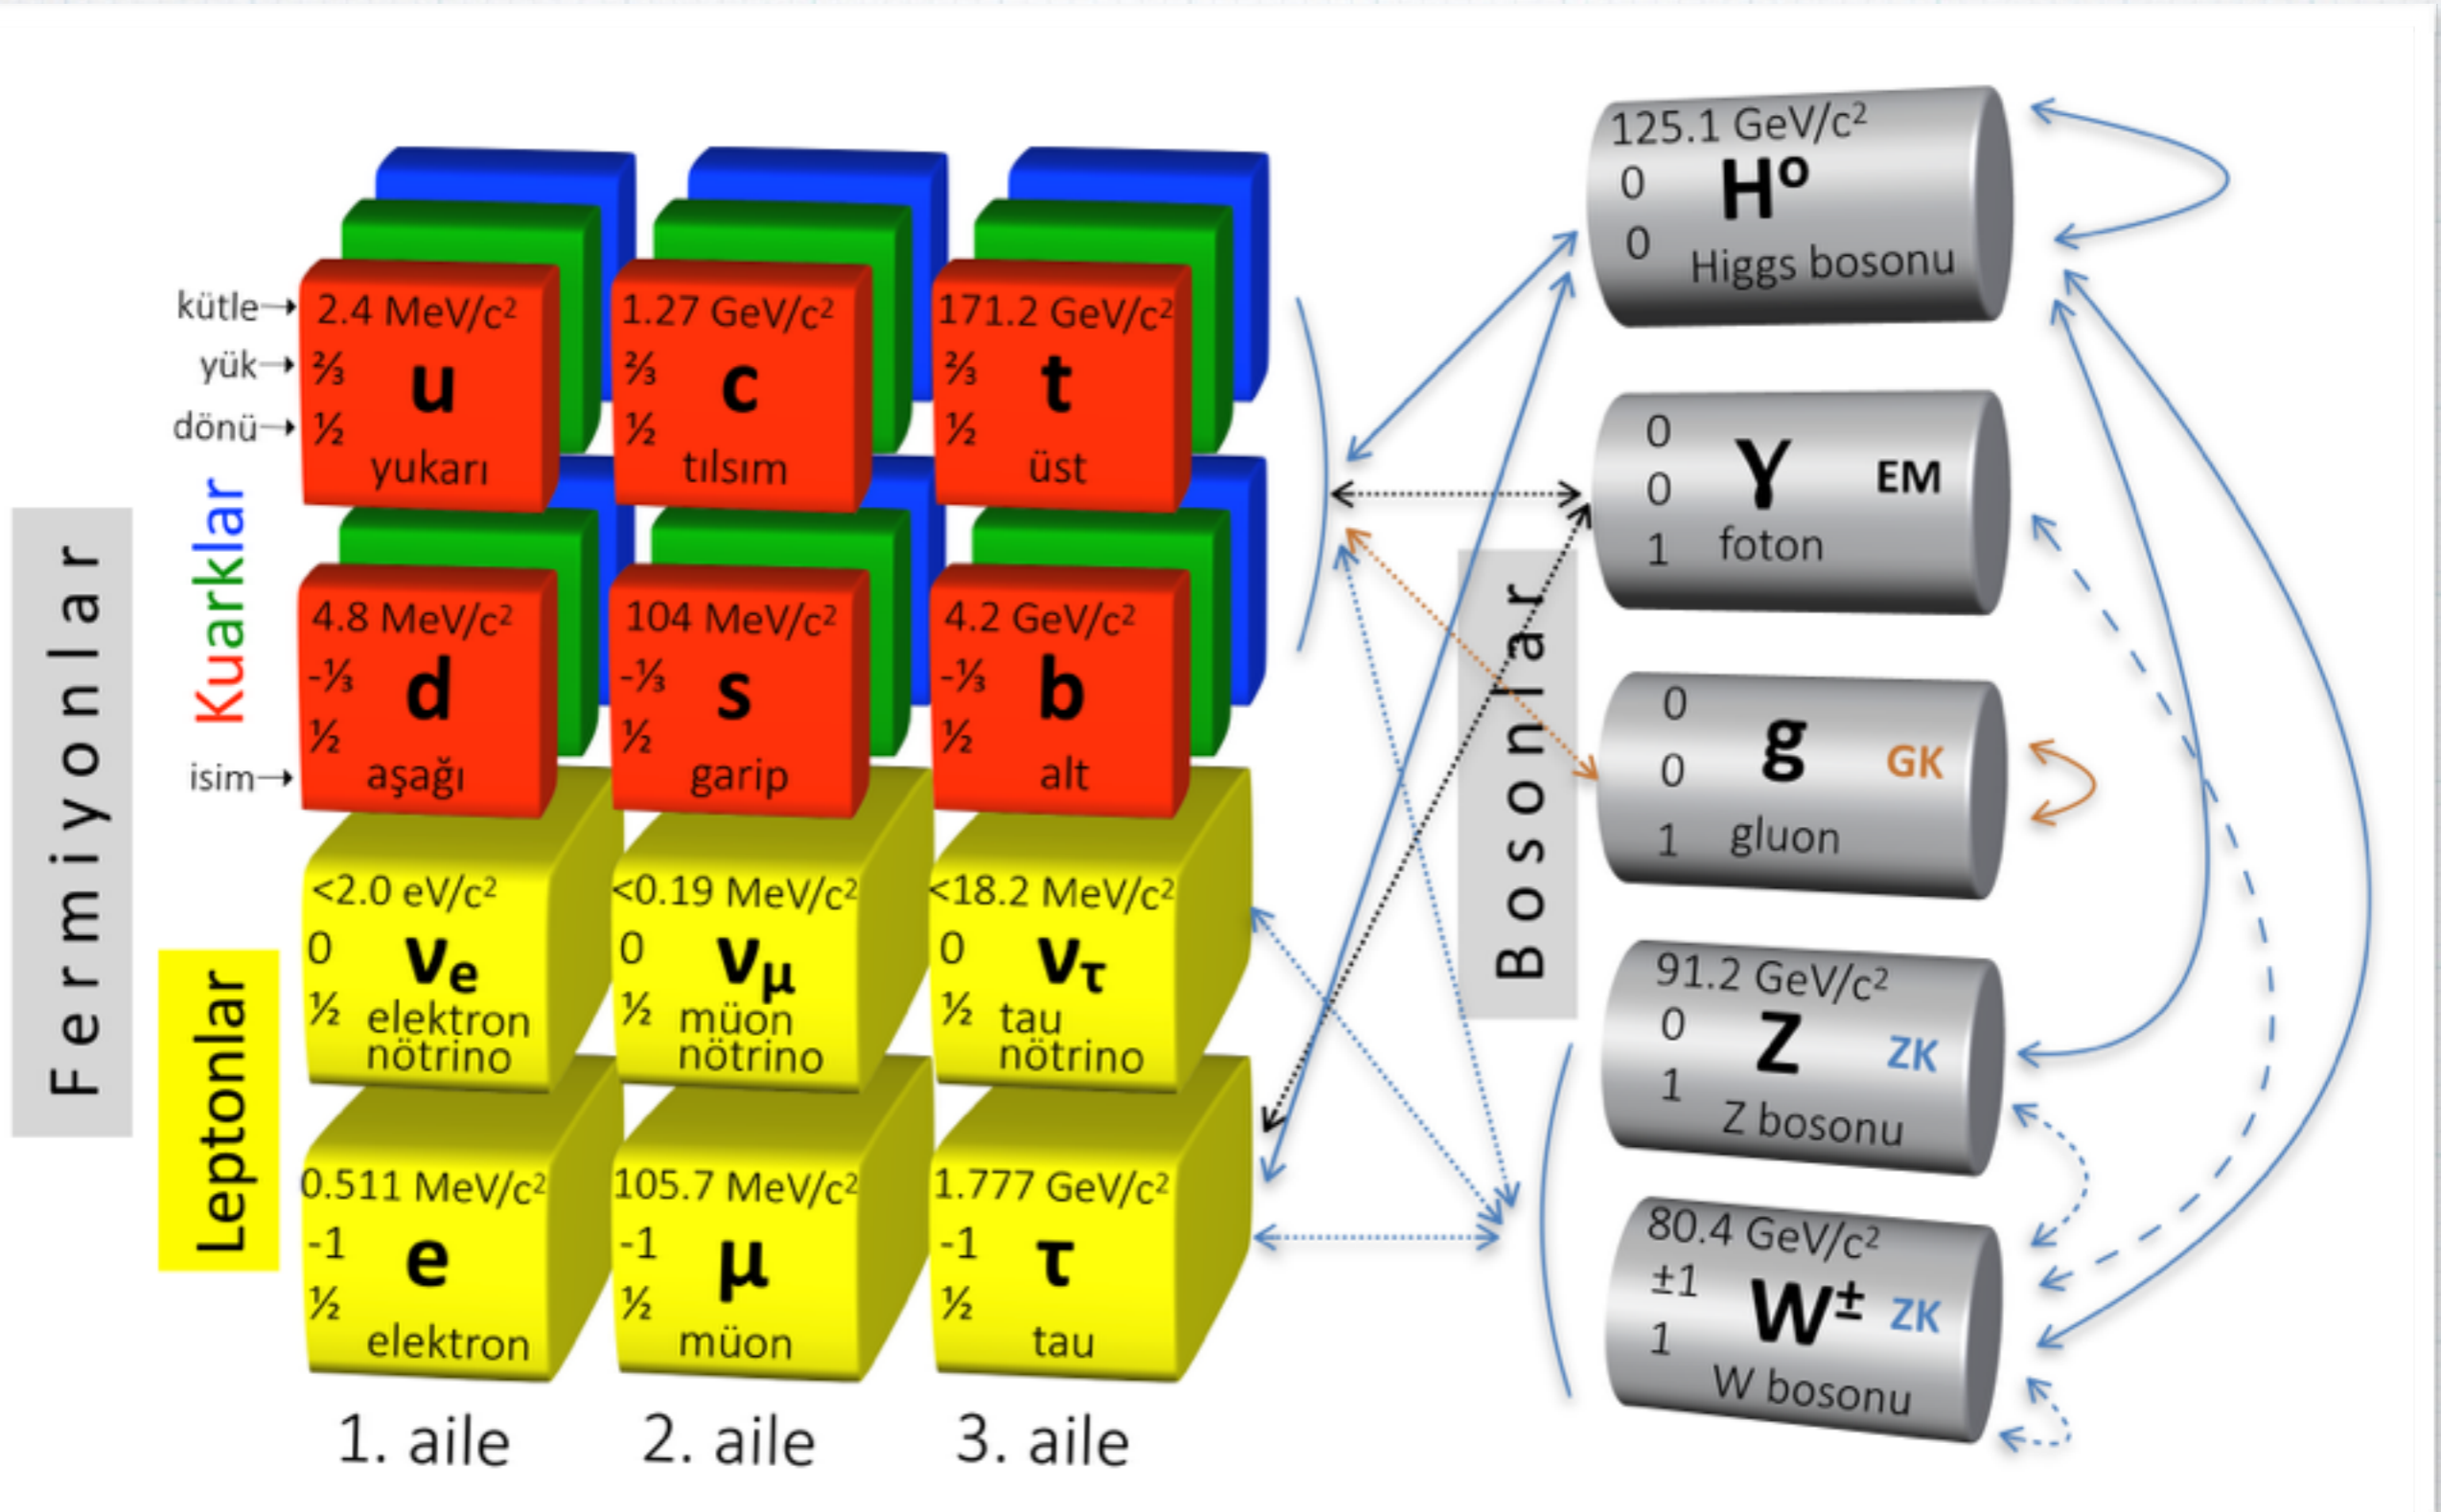 Fermiyonlar
Kuarklar
Leptonlar
kütle→
yük→
dönü→
isim→
2.4 MeV/c²
⅔
u
½
yukarı
1.27 GeV/c²
⅔
c
½
tılsım
171.2 GeV/c²
⅔
t
½
üst
4.8 MeV/c²
-⅓
d
½
aşağı
104 MeV/c²
-⅓
s
½
garip
4.2 GeV/c²
-⅓
b
½
alt
<2.0 eV/c²
0
νe
½
elektron
nötrino
<0.19 MeV/c²
0
νμ
½
müon
nötrino
<18.2 MeV/c²
0
ντ
½
tau
nötrino
0.511 MeV/c²
-1
e
½
elektron
105.7 MeV/c²
-1
μ
½
müon
1.777 GeV/c²
-1
τ
½
tau
1. aile
2. aile
3. aile
Bosonlar
125.1 GeV/c²
0
H⁰
0
Higgs bosonu
0
0
γ
EM
1
foton
0
0
g
GK
1
gluon
91.2 GeV/c²
0
Z
ZK
1
Z bosonu
80.4 GeV/c²
±1
W±
ZK
1
W bosonu